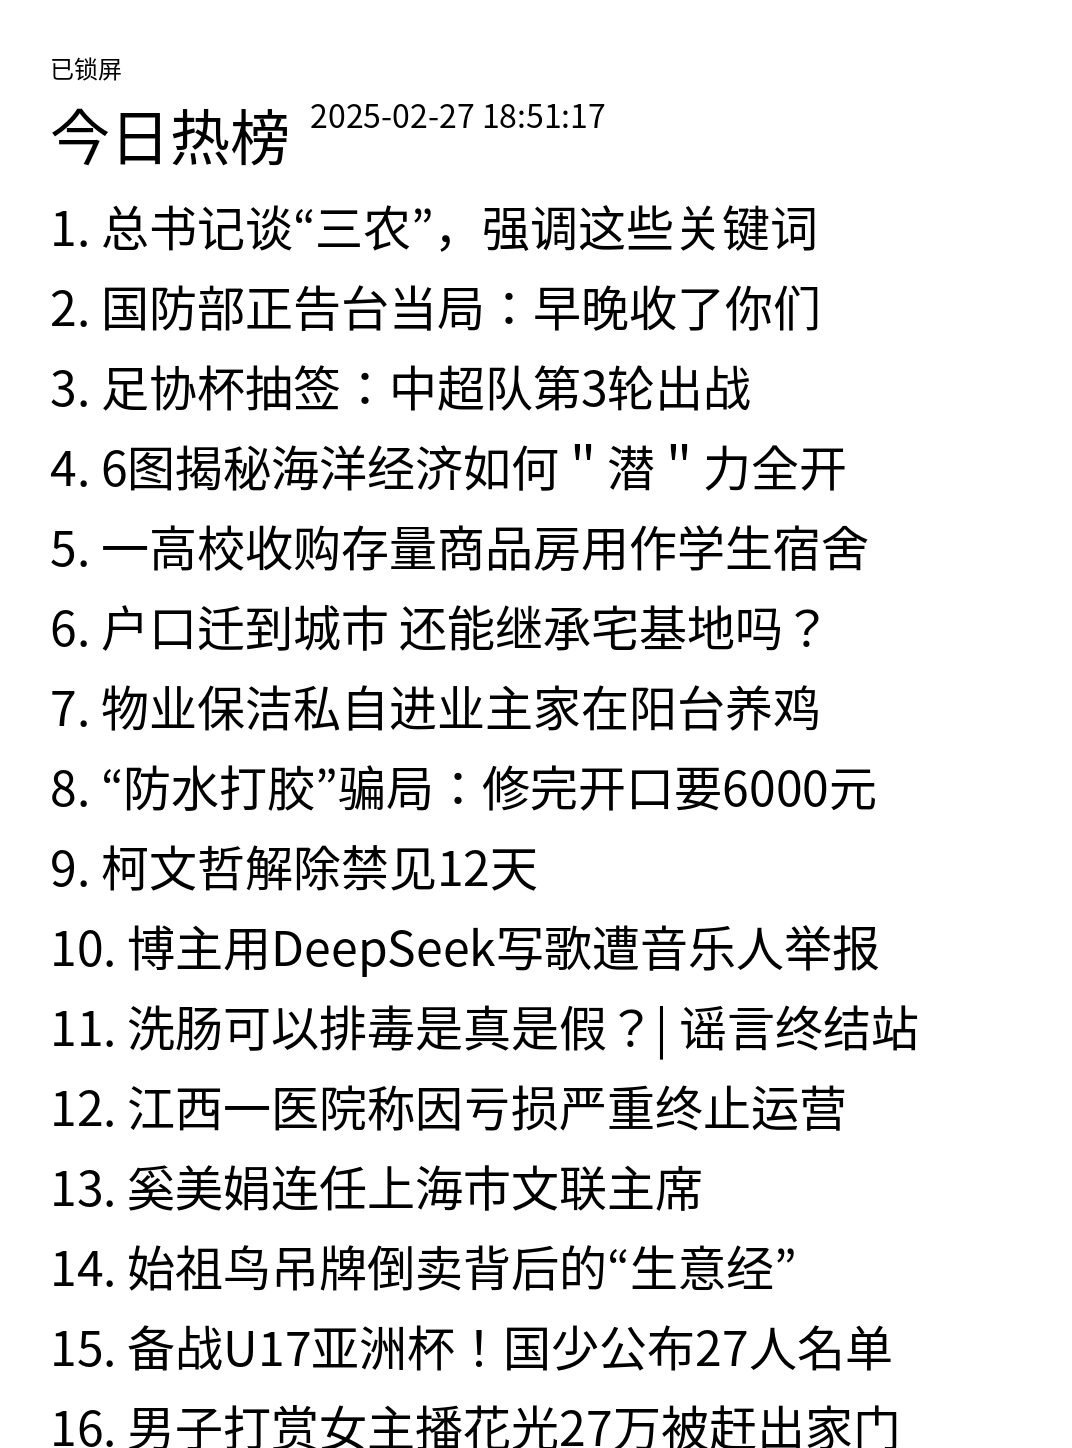 已锁屏
今日热榜 2025-02-27 18:51:17
1. 总书记谈“三农”，强调这些关键词
2. 国防部正告台当局：早晚收了你们
3. 足协杯抽签：中超队第3轮出战
4. 6图揭秘海洋经济如何＂潜＂力全开
5. 一高校收购存量商品房用作学生宿舍
6. 户口迁到城市 还能继承宅基地吗？
7. 物业保洁私自进业主家在阳台养鸡
8. “防水打胶”骗局：修完开口要6000元
9. 柯文哲解除禁见12天
10. 博主用DeepSeek写歌遭音乐人举报
11. 洗肠可以排毒是真是假？| 谣言终结站
12. 江西一医院称因亏损严重终止运营
13. 奚美娟连任上海市文联主席
14. 始祖鸟吊牌倒卖背后的“生意经”
15. 备战U17亚洲杯！国少公布27人名单
16. 男子打赏女主播花光27万被赶出家门